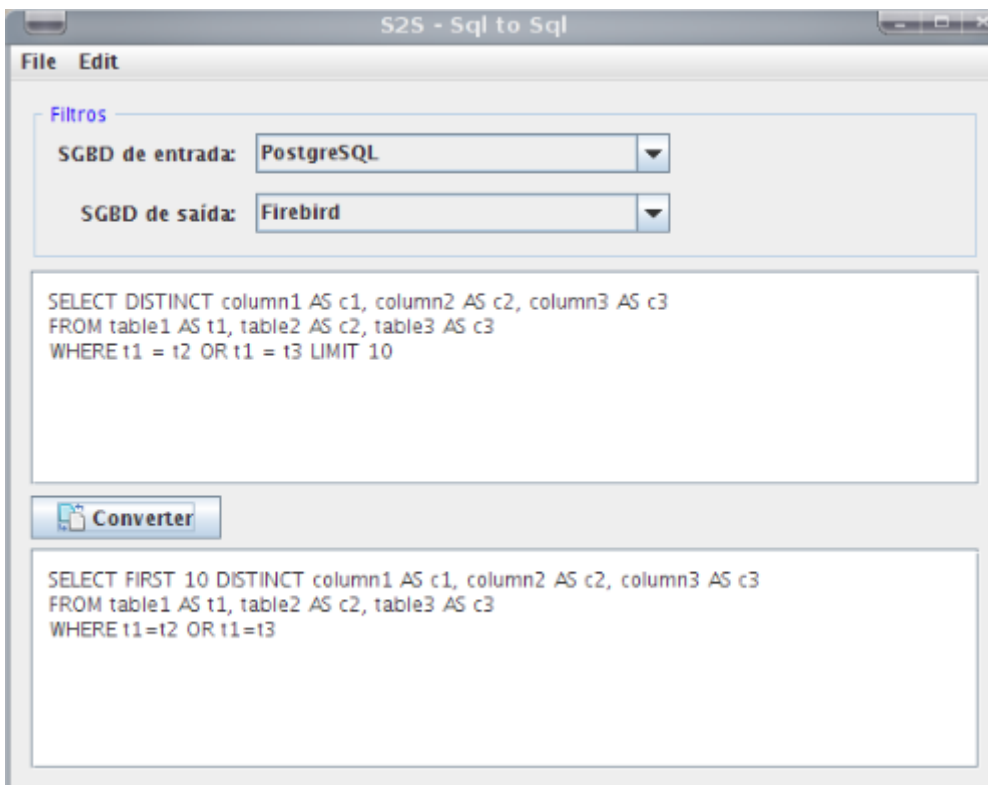 S2S - Sql to Sql
File Edit
Filtros
SGBD de entrada: PostgreSQL
SGBD de saída: Firebird
SELECT DISTINCT column1 AS c1, column2 AS c2, column3 AS c3
FROM table1 AS t1, table2 AS c2, table3 AS c3
WHERE t1 = t2 OR t1 = t3 LIMIT 10
Converter
SELECT FIRST 10 DISTINCT column1 AS c1, column2 AS c2, column3 AS c3
FROM table1 AS t1, table2 AS c2, table3 AS c3
WHERE t1=t2 OR t1=t3